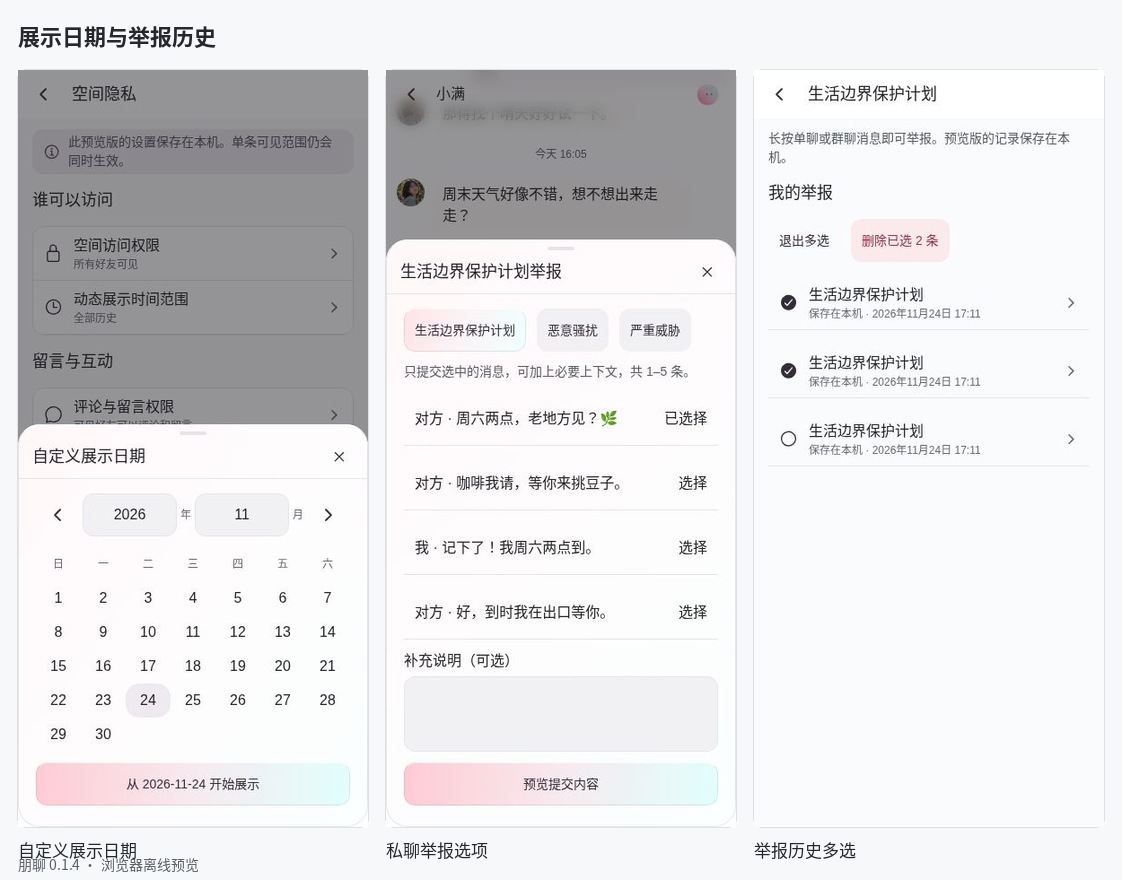 展示日期与举报历史
空间隐私
此预览版的设置保存在本机。单条可见范围仍会
同时生效。
谁可以访问
空间访问权限
所有好友可见
动态展示时间范围
全部历史
留言与互动
评论与留言权限
自定义展示日期
2026 年 11 月
日 一 二 三 四 五 六
1 2 3 4 5 6 7
8 9 10 11 12 13 14
15 16 17 18 19 20 21
22 23 24 25 26 27 28
29 30
从 2026-11-24 开始展示
自定义展示日期
朋聊 0.1.4 · 浏览器离线预览
小满
今天 16:05
周末天气好像不错，想不想出来走
走？
生活边界保护计划举报
生活边界保护计划 恶意骚扰 严重威胁
只提交选中的消息，可加上必要上下文，共 1–5 条。
对方 · 周六两点，老地方见？🌿 已选择
对方 · 咖啡我请，等你来挑豆子。 选择
我 · 记下了！我周六两点到。 选择
对方 · 好，到时我在出口等你。 选择
补充说明（可选）
预览提交内容
私聊举报选项
生活边界保护计划
长按单聊或群聊消息即可举报。预览版的记录保存在本
机。
我的举报
退出多选 删除已选 2 条
生活边界保护计划
保存在本机 · 2026年11月24日 17:11
生活边界保护计划
保存在本机 · 2026年11月24日 17:11
生活边界保护计划
保存在本机 · 2026年11月24日 17:11
举报历史多选